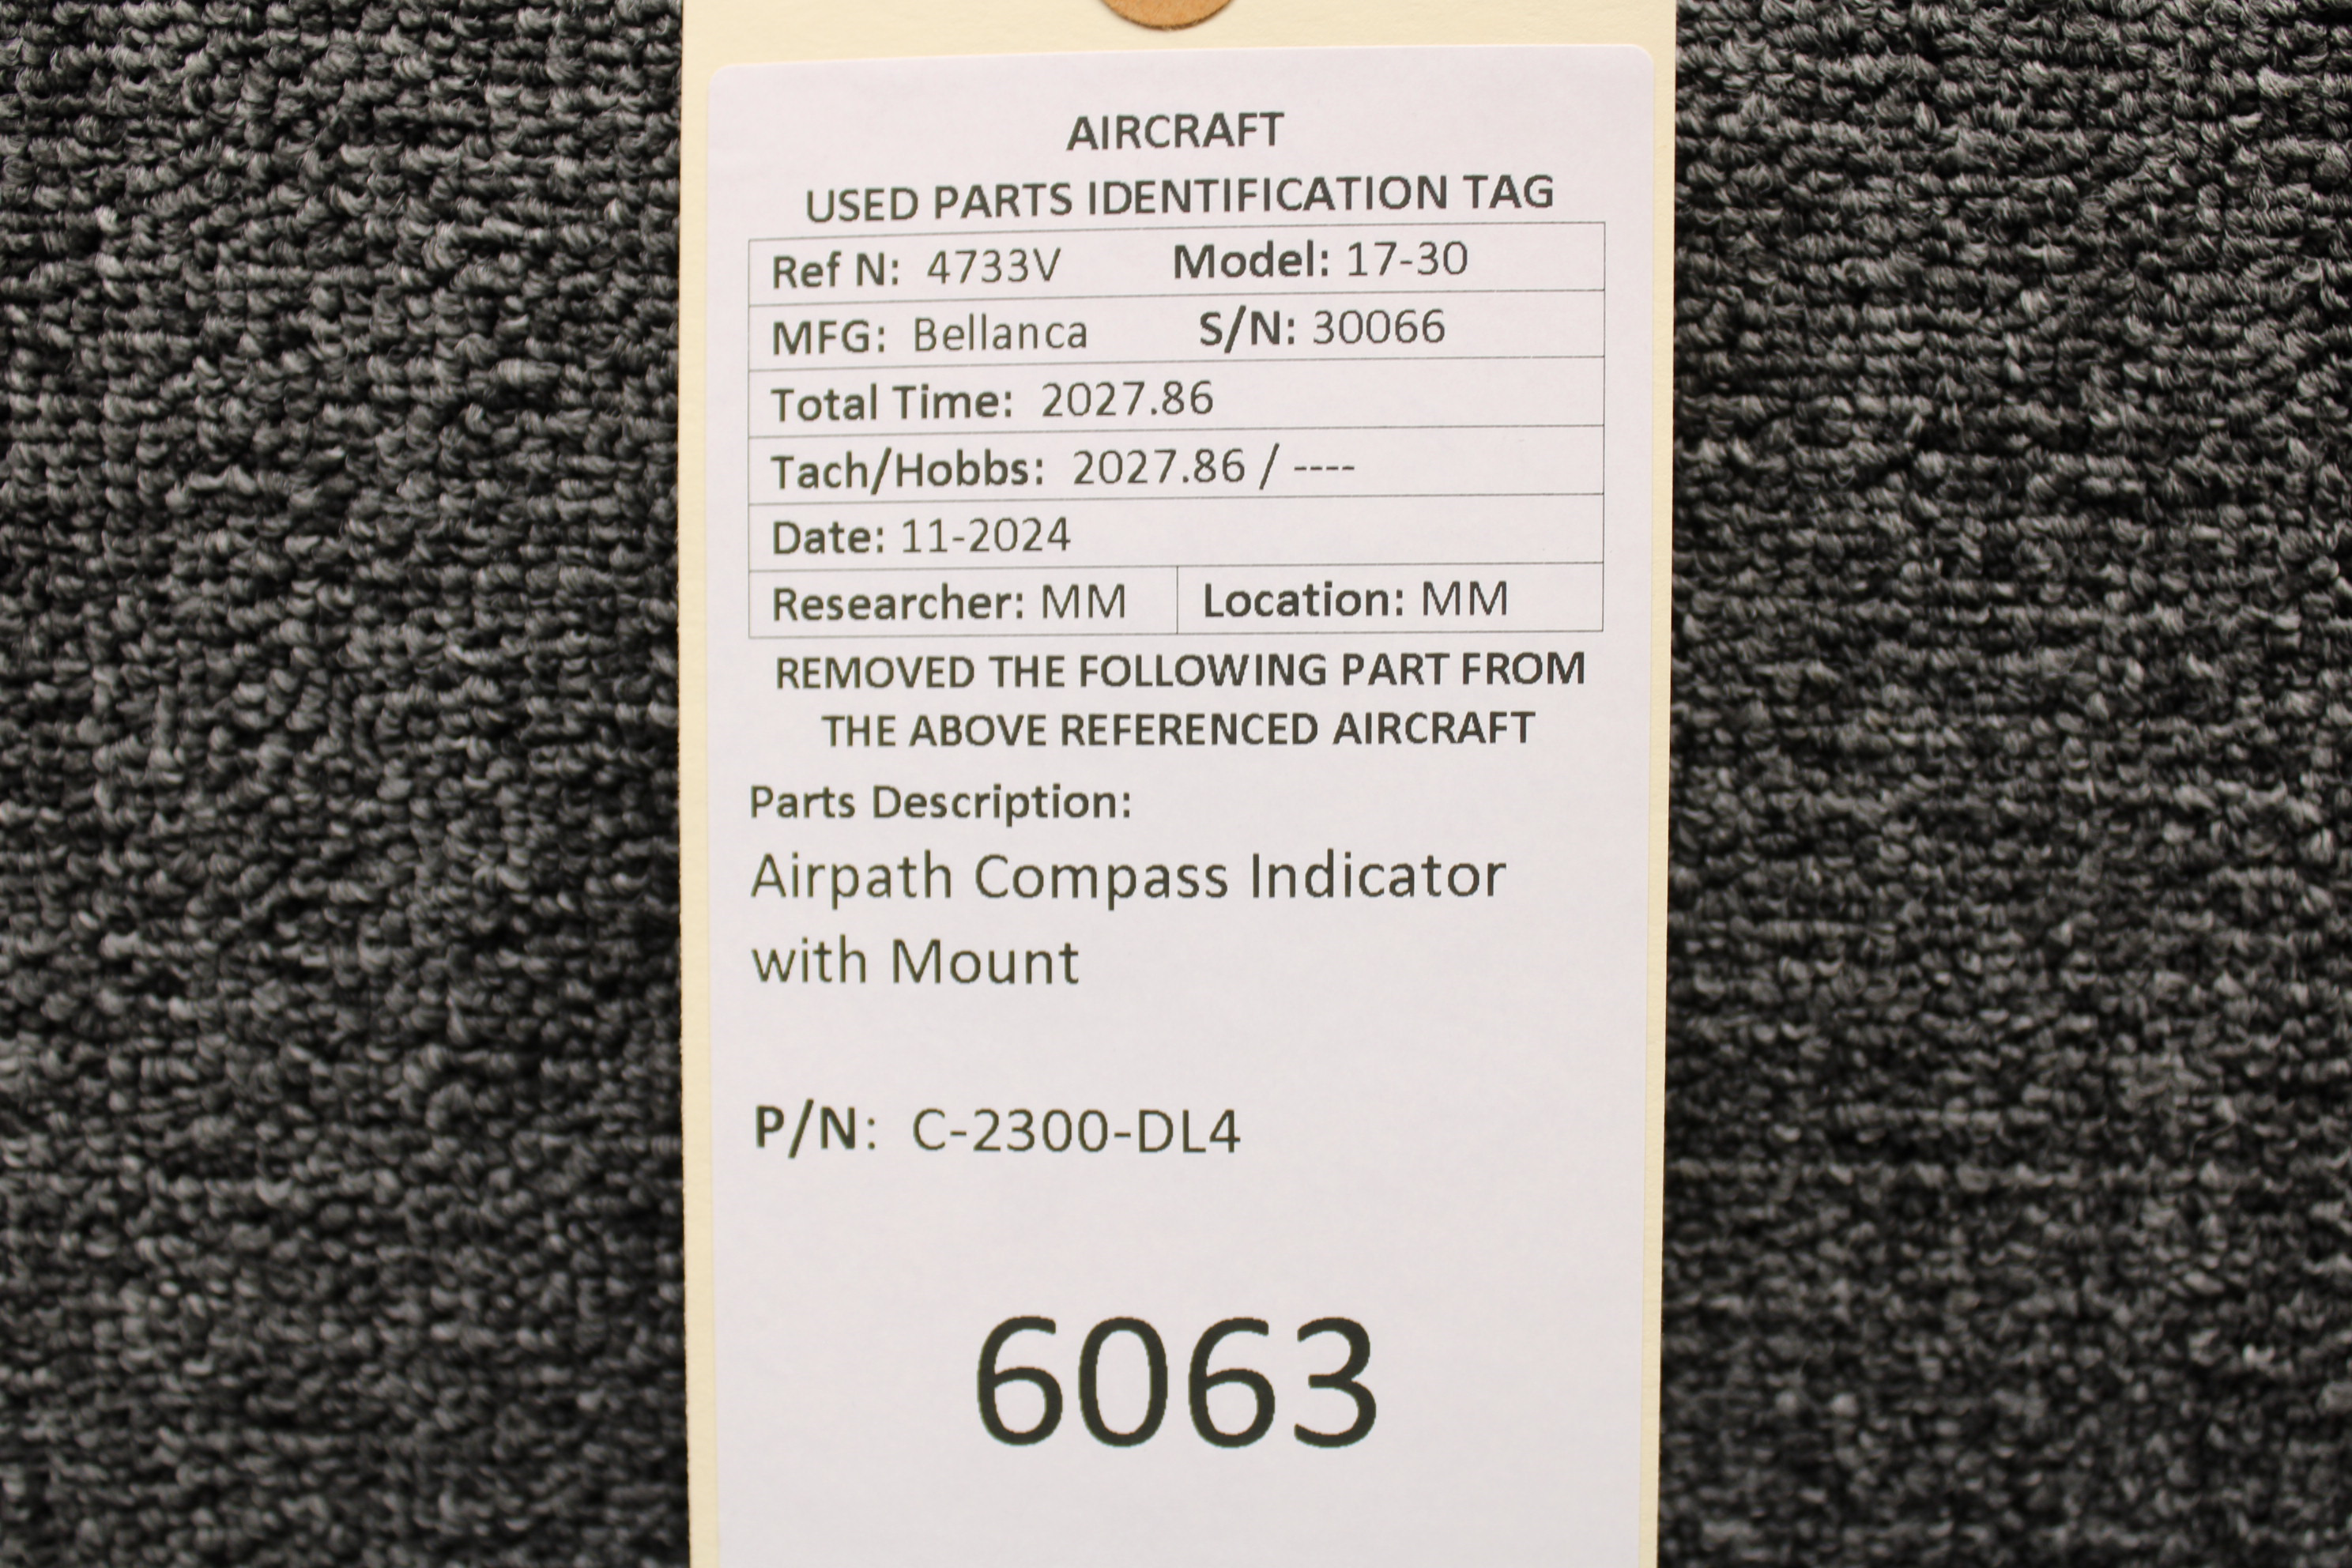 AIRCRAFT
USED PARTS IDENTIFICATION TAG
Ref N: 4733V Model: 17-30
MFG: Bellanca S/N: 30066
Total Time: 2027.86
Tach/Hobbs: 2027.86 / ----
Date: 11-2024
Researcher: MM Location: MM
REMOVED THE FOLLOWING PART FROM
THE ABOVE REFERENCED AIRCRAFT
Parts Description:
Airpath Compass Indicator
with Mount
P/N: C-2300-DL4
6063